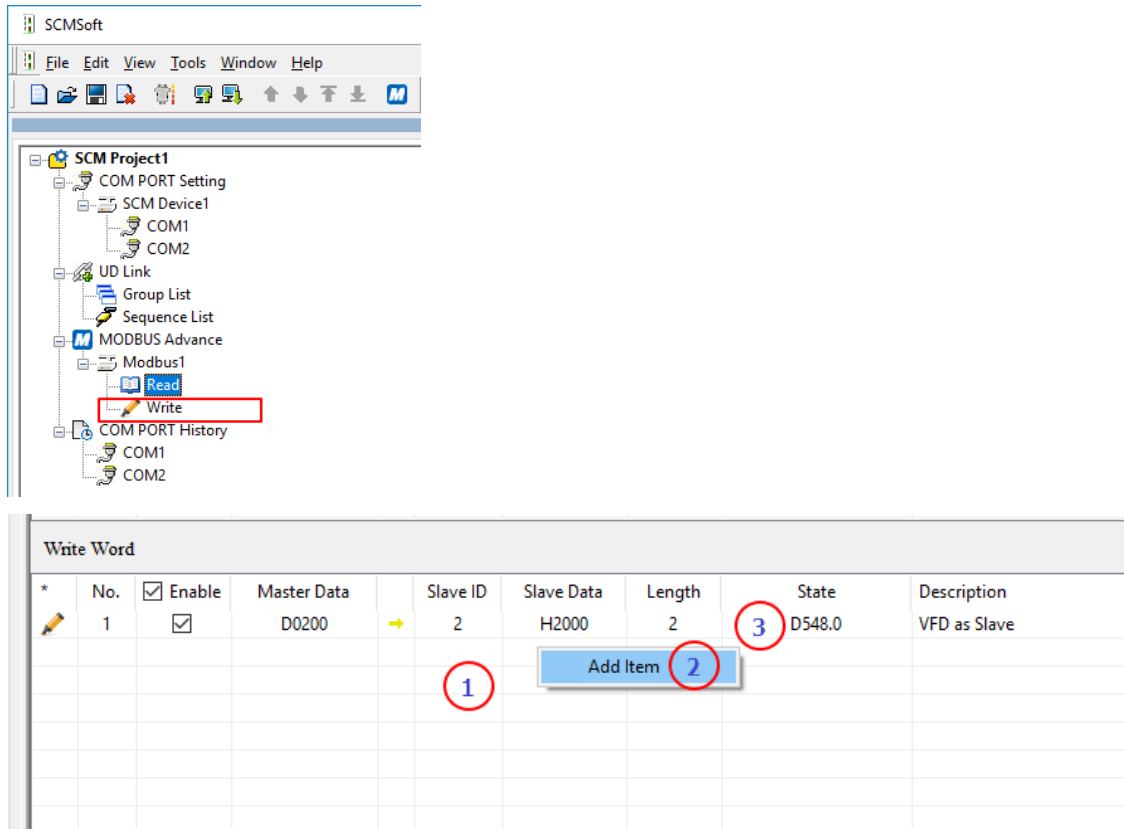 SCMSoft
File Edit View Tools Window Help
SCM Project1
COM PORT Setting
SCM Device1
COM1
COM2
UD Link
Group List
Sequence List
MODBUS Advance
Modbus1
Read
Write
COM PORT History
COM1
COM2
Write Word
* No. Enable Master Data Slave ID Slave Data Length State Description
1 D0200 2 H2000 2 3 D548.0 VFD as Slave
Add Item 2
1